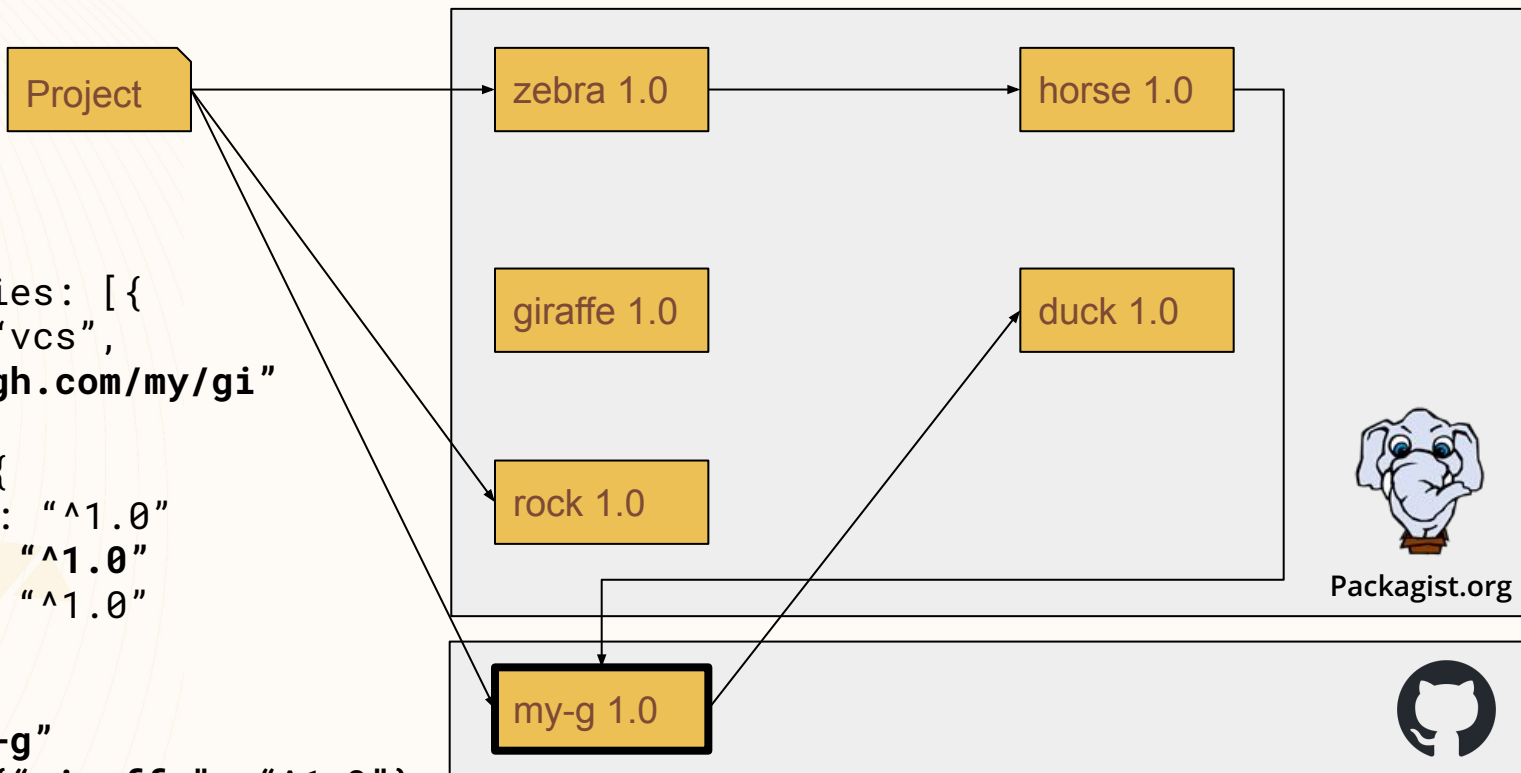 Project
zebra 1.0
horse 1.0
giraffe 1.0
duck 1.0
rock 1.0
my-g 1.0
Packagist.org
ies: [{
“vcs”,
gh.com/my/gi”
{
: “^1.0”
“^1.0”
“^1.0”
-g”